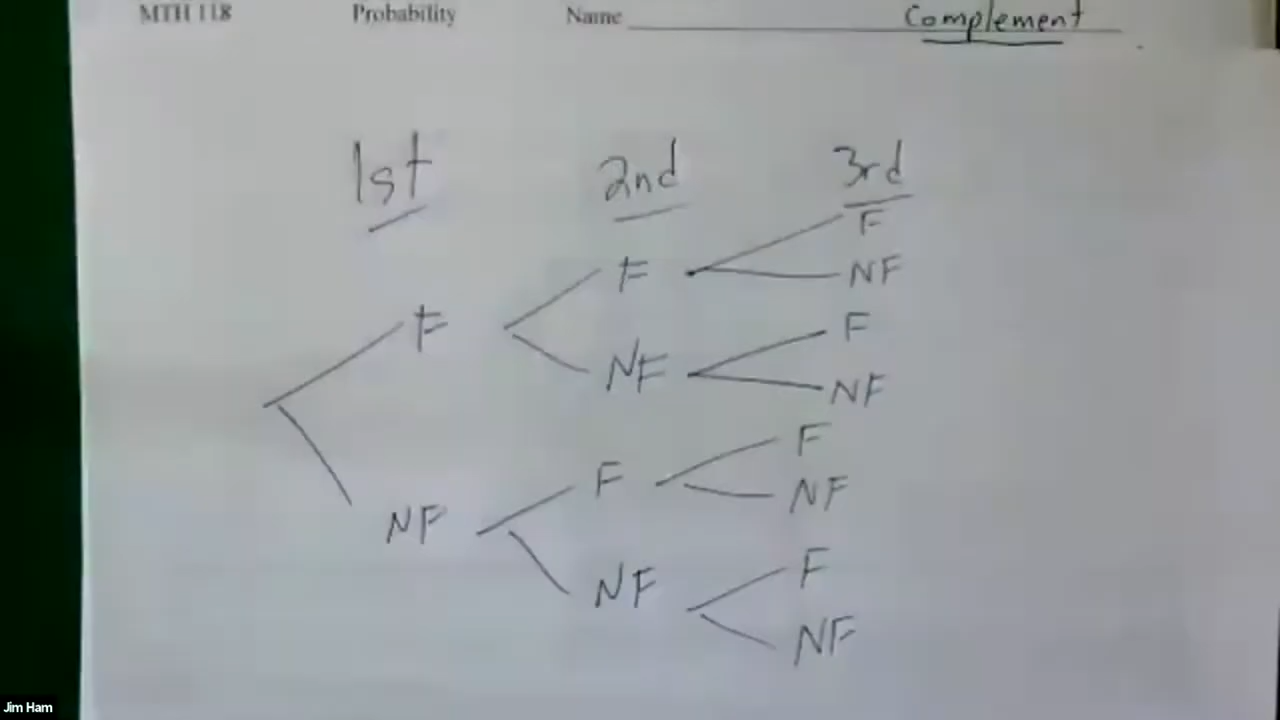 MTH 118 Probability Name Complement
1st 2nd 3rd
F
F NF
F F
NF NF
F
F NF
NF
NF F
NF
Jim Ham